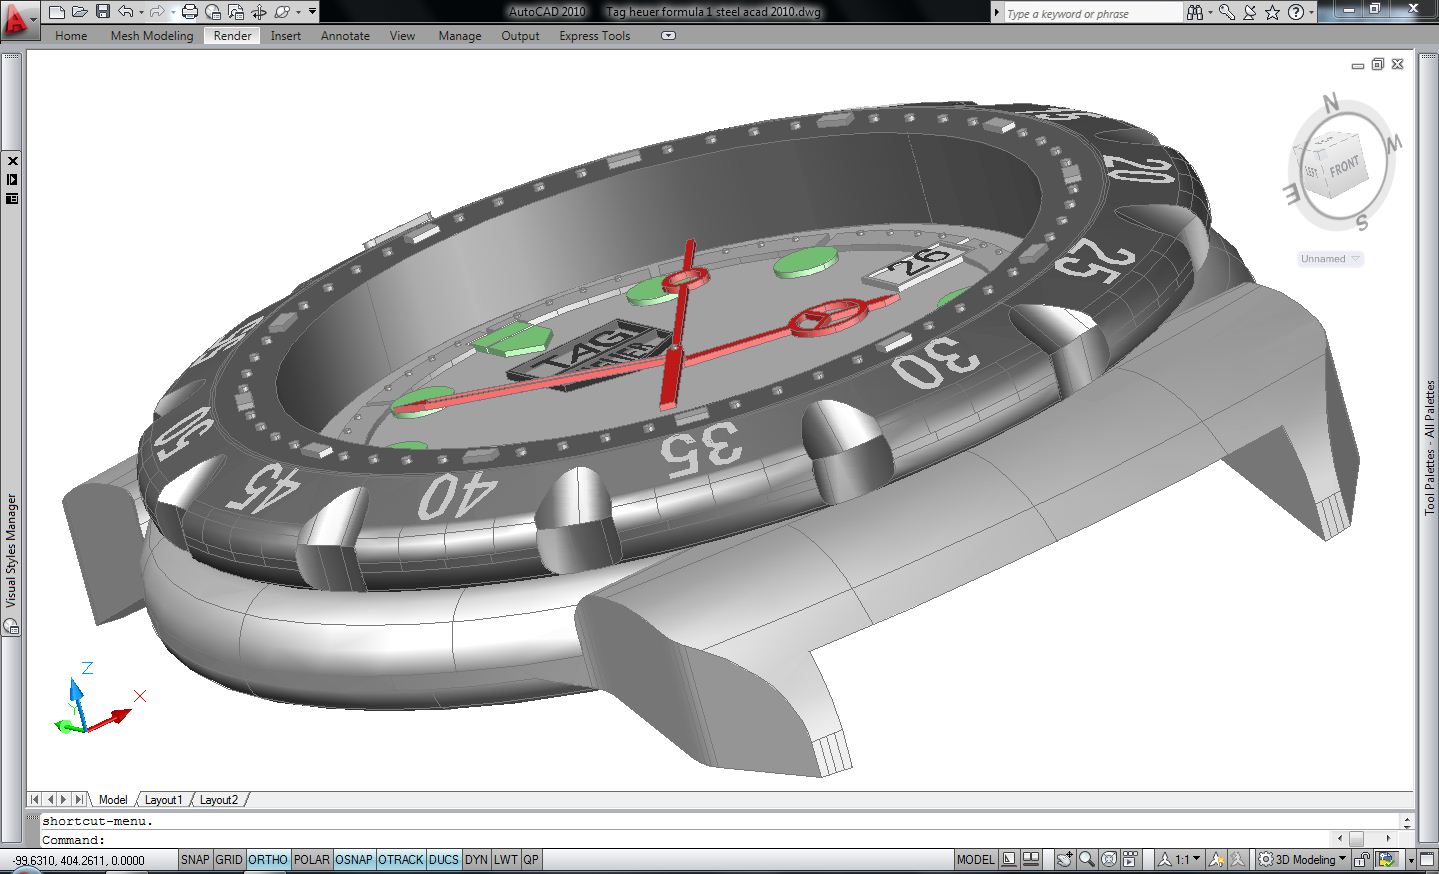 AutoCAD 2010 Tag heuer formula 1 steel acad 2010.dwg
Type a keyword or phrase
Home Mesh Modeling Render Insert Annotate View Manage Output Express Tools
N
W
S
E
LEFT FRONT
Unnamed
20
25
26
30
TAG
35
40
45
50
Visual Styles Manager
Tool Palettes - All Palettes
Z
X
Y
Model Layout1 Layout2
shortcut-menu.
Command:
-99.6310, 404.2611, 0.0000 SNAP GRID ORTHO POLAR OSNAP OTRACK DUCS DYN LWT QP MODEL 1:1 3D Modeling